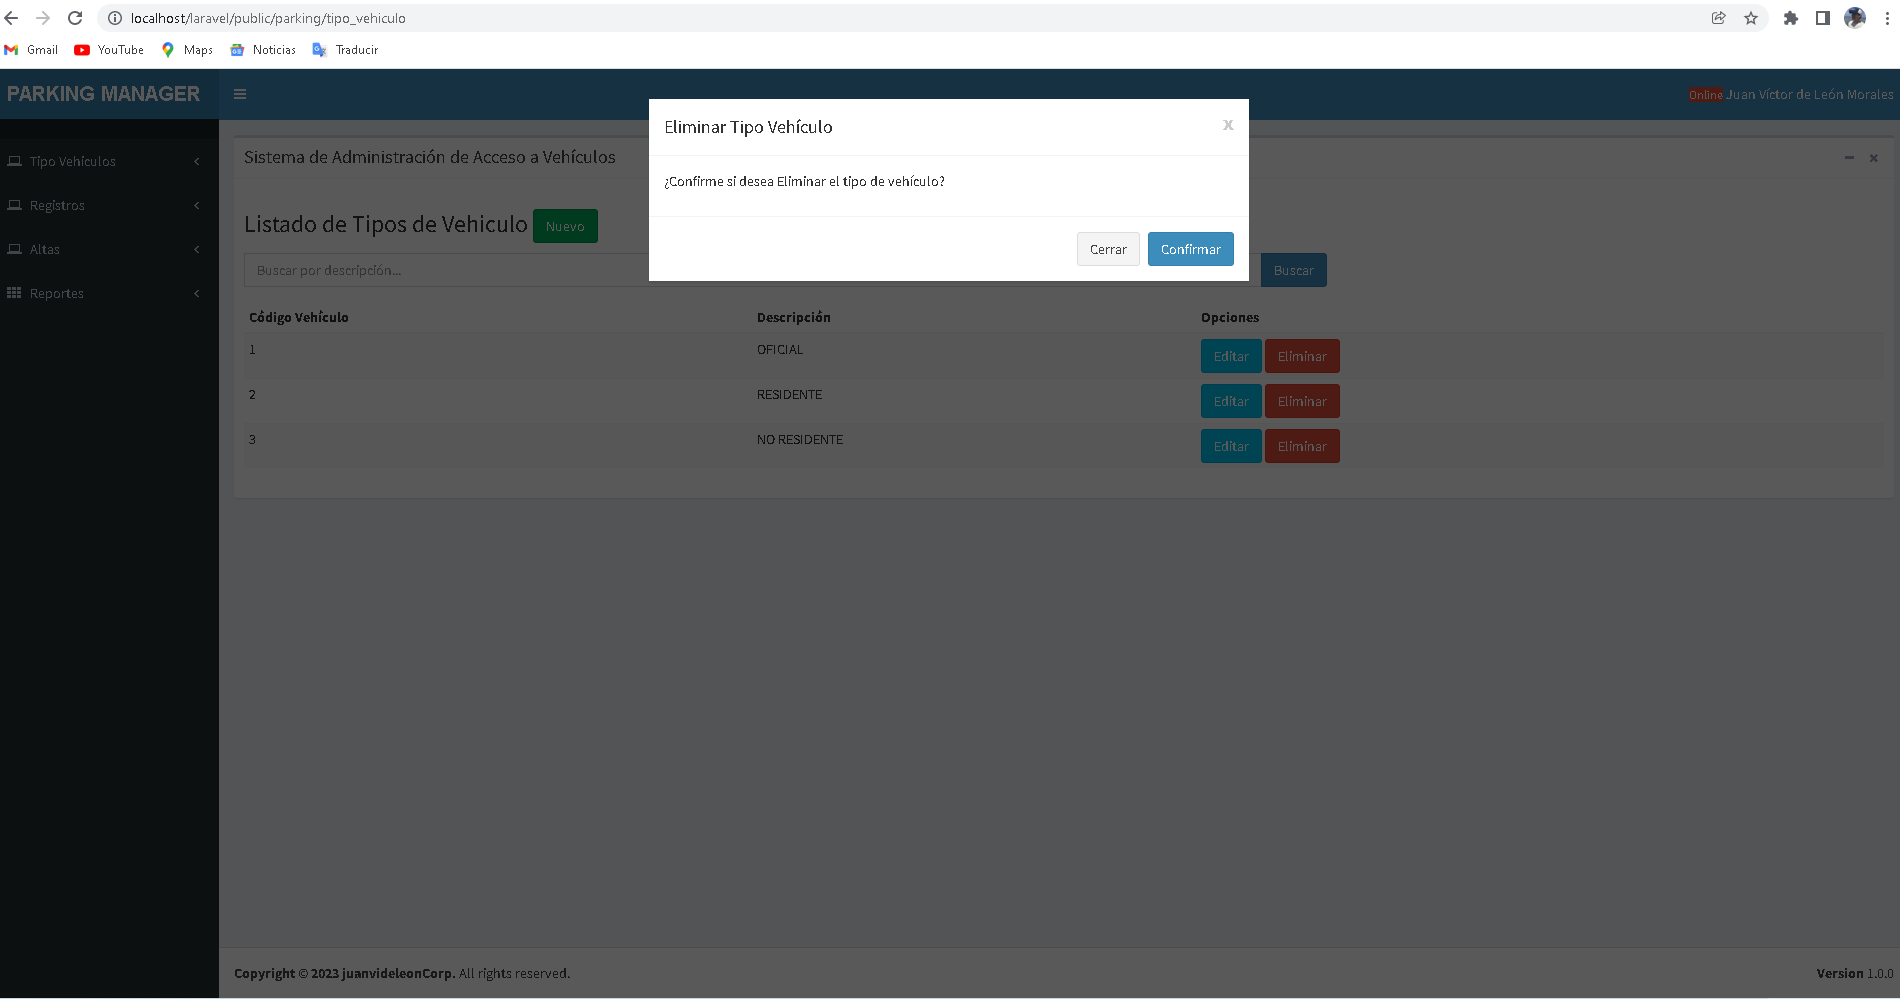 localhost/laravel/public/parking/tipo_vehiculo
Gmail YouTube Maps Noticias Traducir
PARKING MANAGER
Online Juan Víctor de León Morales
Eliminar Tipo Vehículo x
¿Confirme si desea Eliminar el tipo de vehículo?
Cerrar Confirmar
Tipo Vehículos
Registros
Altas
Reportes
Sistema de Administración de Acceso a Vehículos
Listado de Tipos de Vehiculo Nuevo
Buscar por descripción... Buscar
Código Vehículo Descripción Opciones
1 OFICIAL Editar Eliminar
2 RESIDENTE Editar Eliminar
3 NO RESIDENTE Editar Eliminar
Copyright © 2023 juanvideleonCorp. All rights reserved. Version 1.0.0